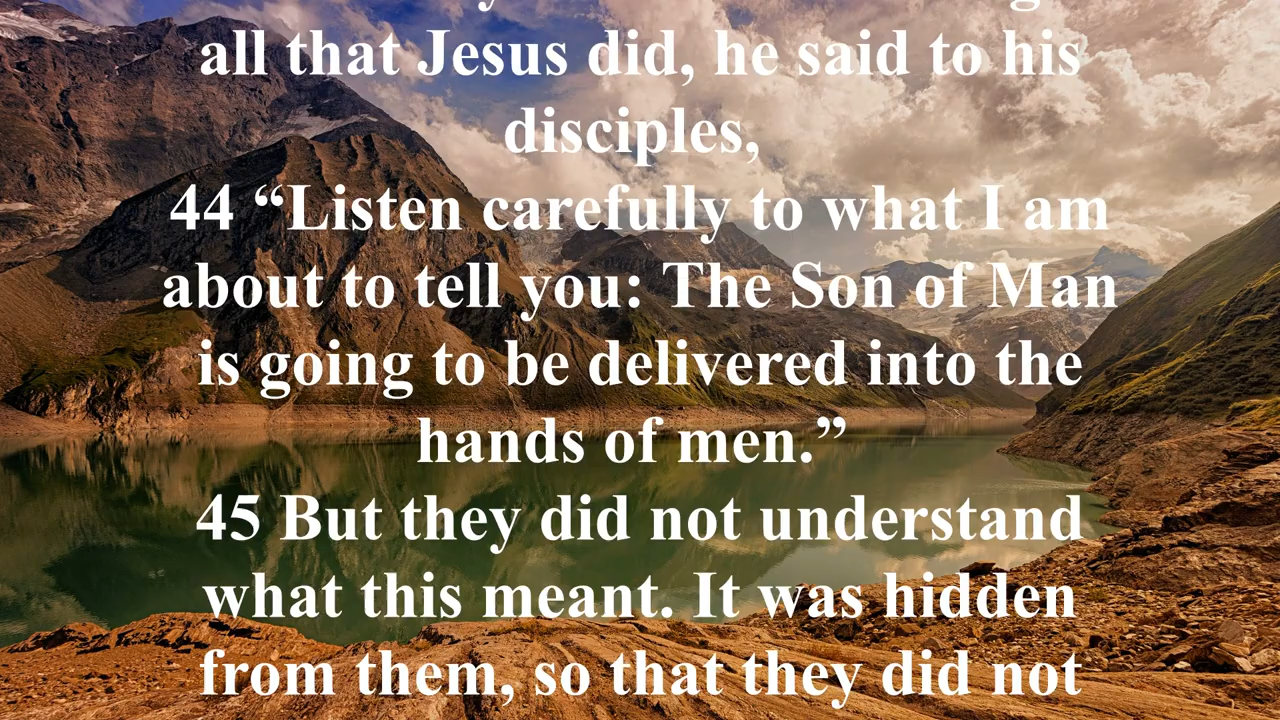 all that Jesus did, he said to his
disciples,
44 “Listen carefully to what I am
about to tell you: The Son of Man
is going to be delivered into the
hands of men.”
45 But they did not understand
what this meant. It was hidden
from them, so that they did not